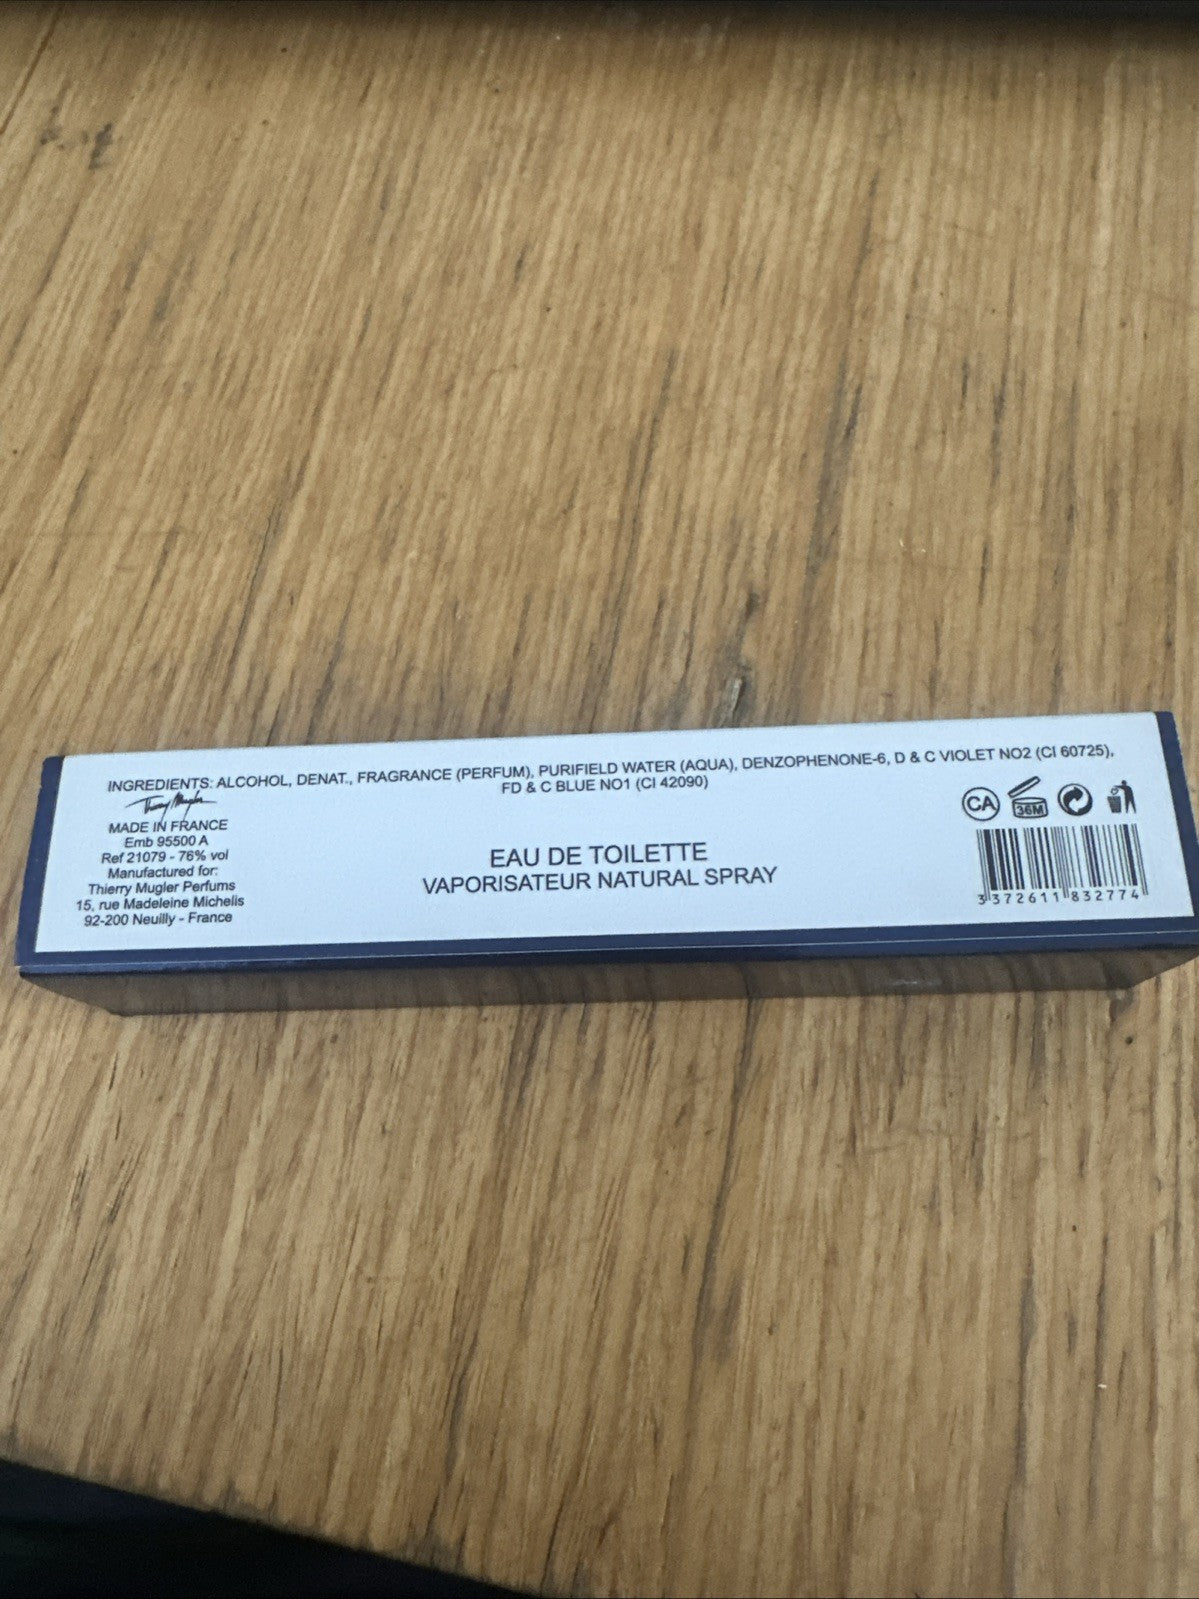 INGREDIENTS: ALCOHOL, DENAT., FRAGRANCE (PERFUM), PURIFIELD WATER (AQUA), DENZOPHENONE-6, D & C VIOLET NO2 (CI 60725),
FD & C BLUE NO1 (CI 42090)
Thierry Mugler
MADE IN FRANCE
Emb 95500 A
Ref 21079 - 76% vol
Manufactured for:
Thierry Mugler Perfums
15, rue Madeleine Michelis
92-200 Neuilly - France
EAU DE TOILETTE
VAPORISATEUR NATURAL SPRAY
CA
36M
3 372611 832774